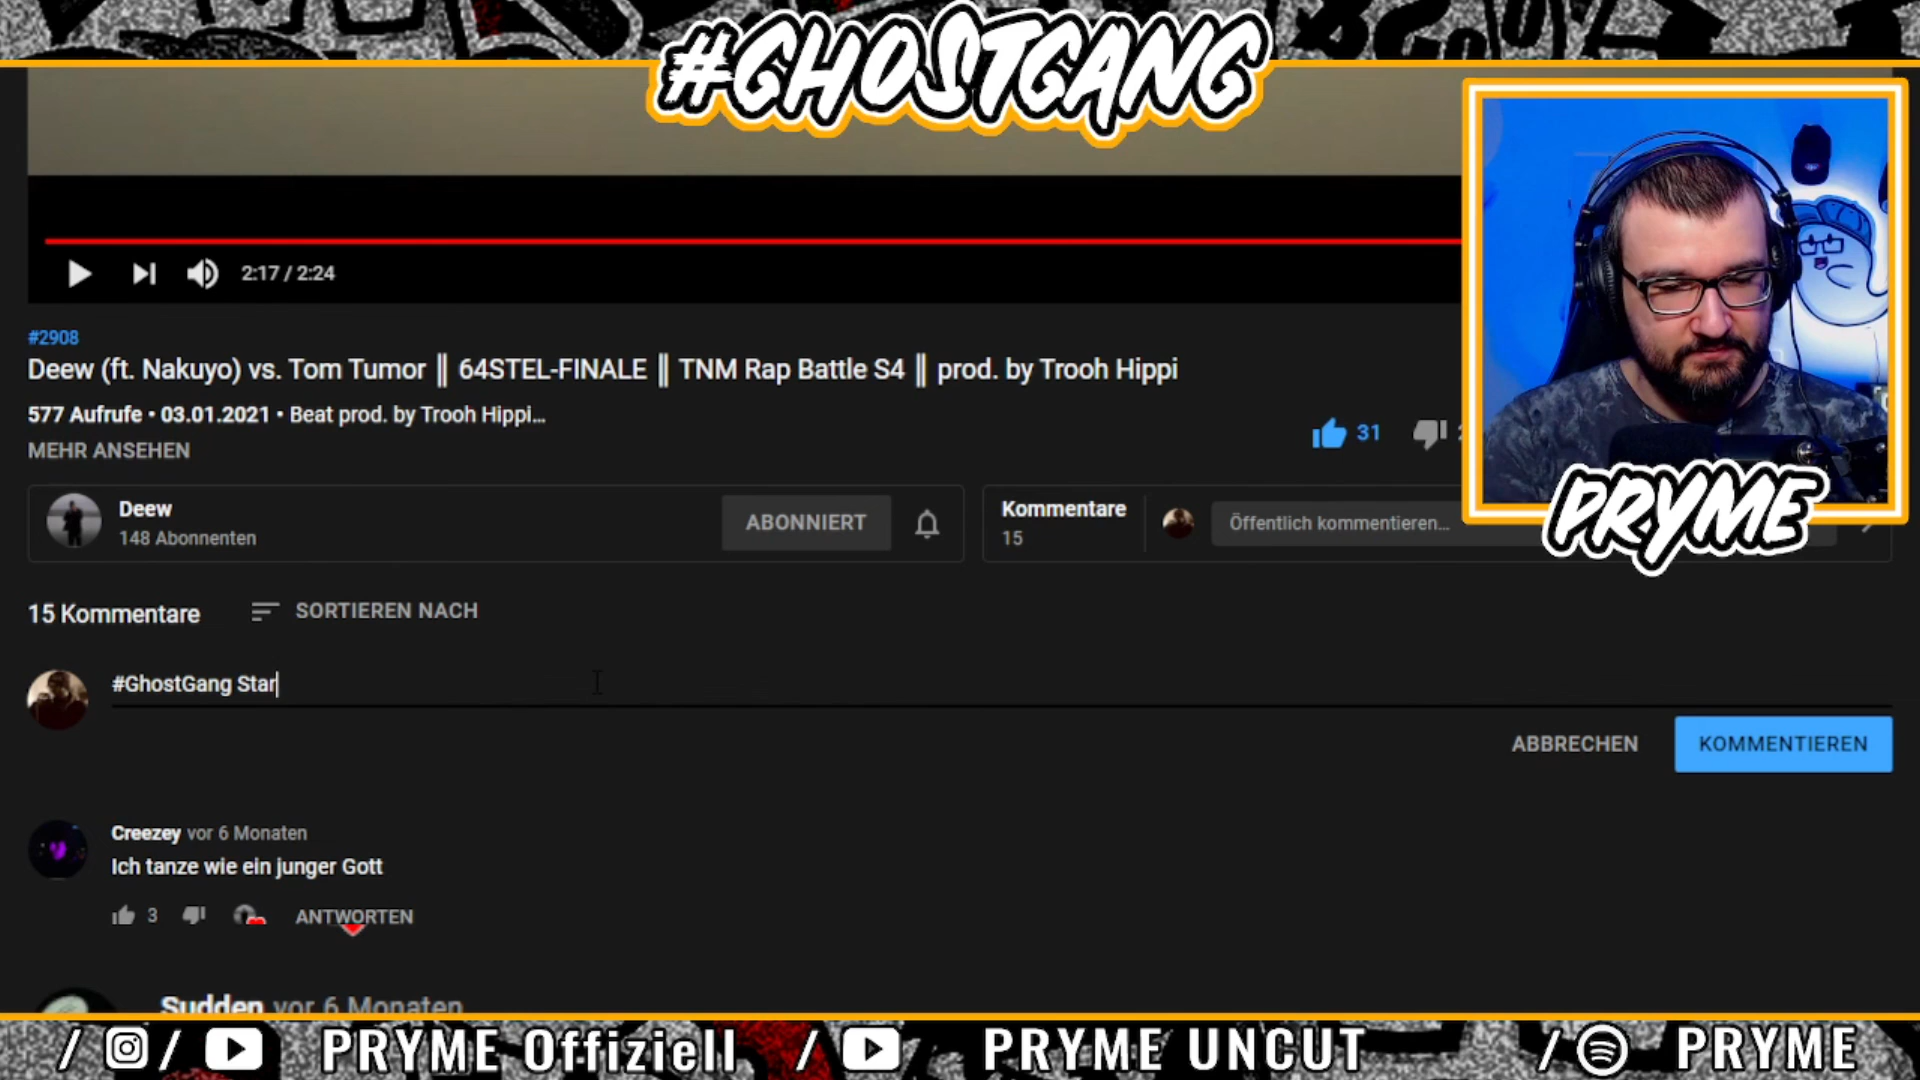 #GHOSTGANG
2:17 / 2:24
#2908
Deew (ft. Nakuyo) vs. Tom Tumor ║ 64STEL-FINALE ║ TNM Rap Battle S4 ║ prod. by Trooh Hippi
577 Aufrufe • 03.01.2021 • Beat prod. by Trooh Hippi...
MEHR ANSEHEN
31
Deew
148 Abonnenten
ABONNIERT
Kommentare
15
Öffentlich kommentieren...
PRYME
15 Kommentare
SORTIEREN NACH
#GhostGang Star
ABBRECHEN
KOMMENTIEREN
Creezey vor 6 Monaten
Ich tanze wie ein junger Gott
3
ANTWORTEN
Sudden vor 6 Monaten
/ / PRYME Offiziell / PRYME UNCUT / PRYME